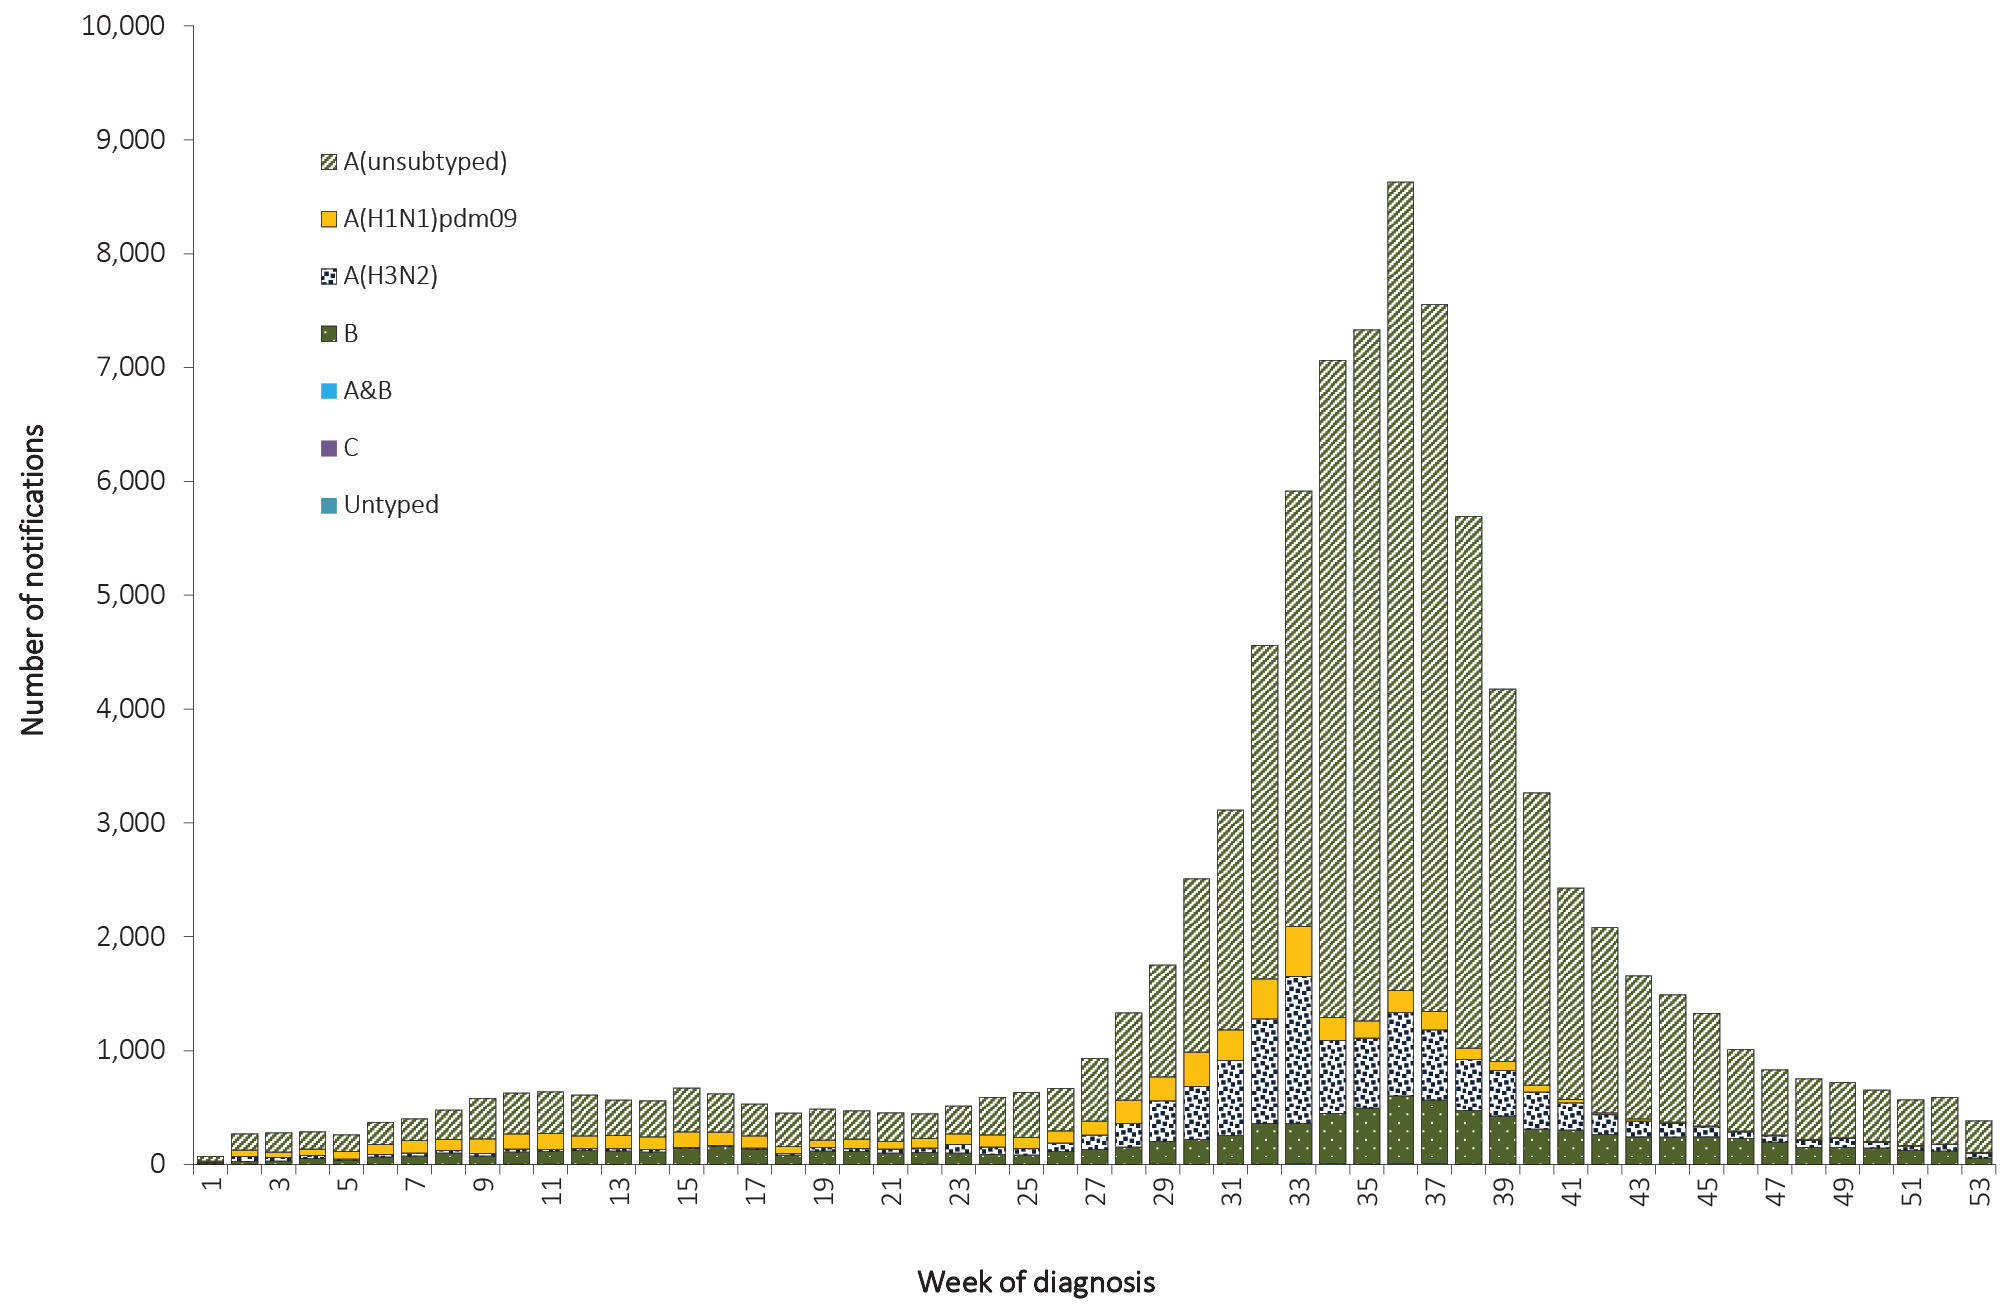 10,000
9,000
8,000
7,000
6,000
5,000
4,000
3,000
2,000
1,000
0
Number of notifications
A(unsubtyped)
A(H1N1)pdm09
A(H3N2)
B
A&B
C
Untyped
1 3 5 7 9 11 13 15 17 19 21 23 25 27 29 31 33 35 37 39 41 43 45 47 49 51 53
Week of diagnosis